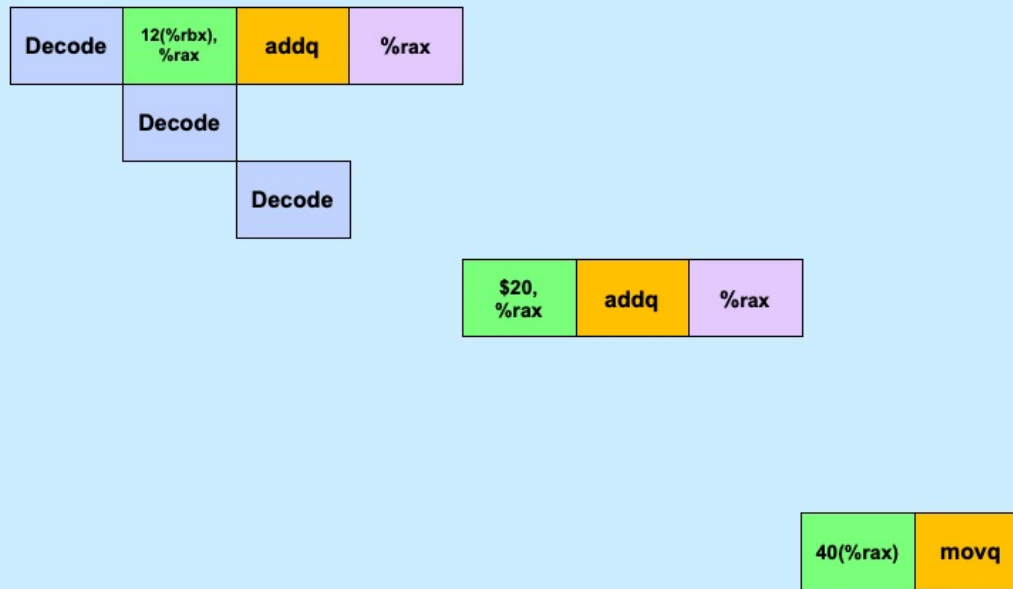 Decode
12(%rbx),
%rax
addq
%rax
Decode
Decode
$20,
%rax
addq
%rax
40(%rax)
movq